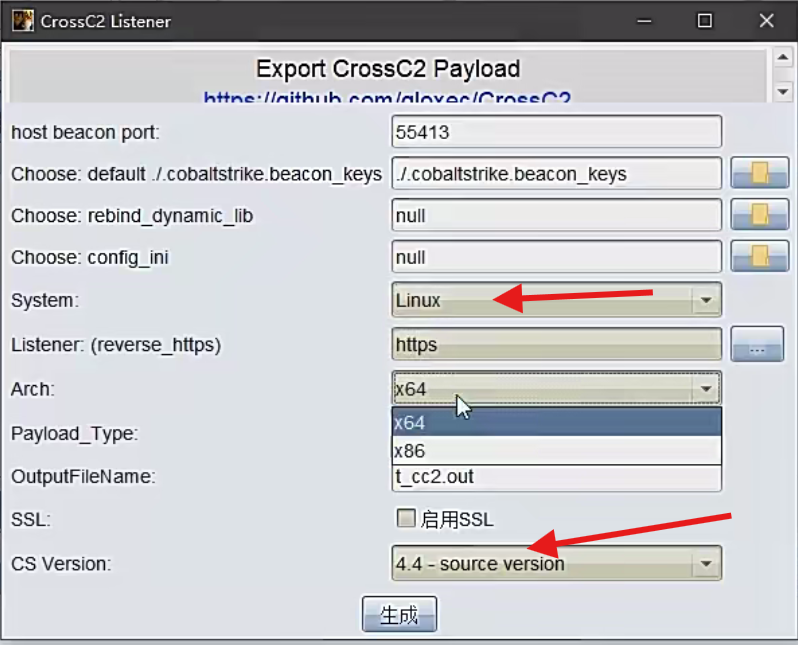 CrossC2 Listener
Export CrossC2 Payload
https://github.com/gloxec/CrossC2
host beacon port: 55413
Choose: default ./.cobaltstrike.beacon_keys ./.cobaltstrike.beacon_keys
Choose: rebind_dynamic_lib null
Choose: config_ini null
System: Linux
Listener: (reverse_https) https ...
Arch: x64
x64
Payload_Type: x86
OutputFileName: t_cc2.out
SSL: 启用SSL
CS Version: 4.4 - source version
生成